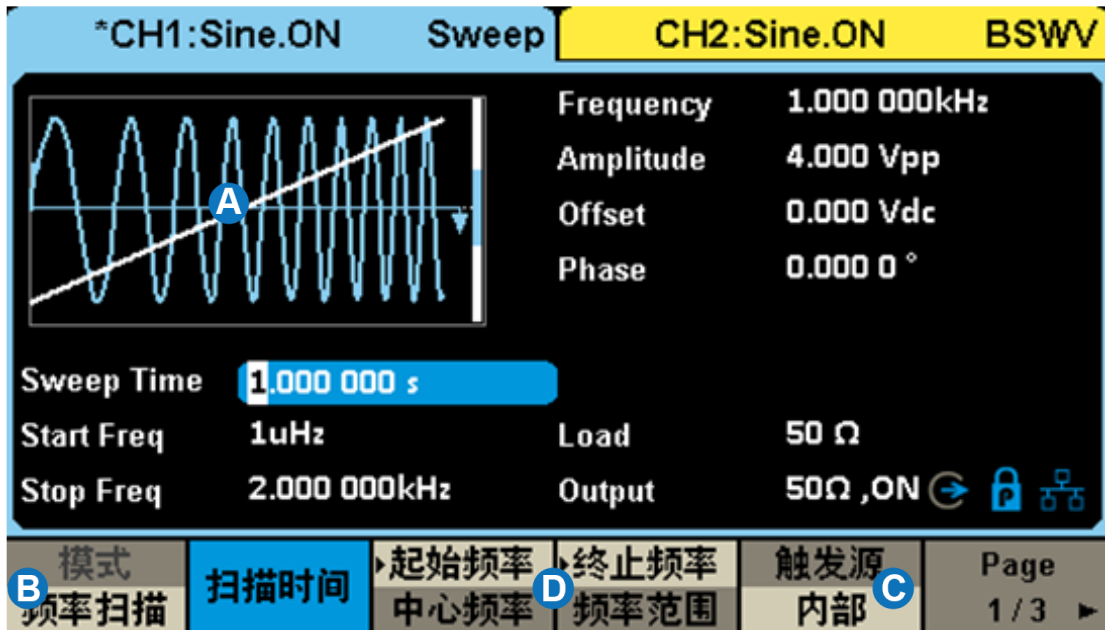 *CH1:Sine.ON Sweep CH2:Sine.ON BSWV
Frequency 1.000 000kHz
Amplitude 4.000 Vpp
A
Offset 0.000 Vdc
Phase 0.000 0 °
Sweep Time 1.000 000 s
Start Freq 1uHz Load 50 Ω
Stop Freq 2.000 000kHz Output 50Ω ,ON P
模式 扫描时间 起始频率 终止频率 触发源 Page
B D C
频率扫描 中心频率 频率范围 内部 1/3